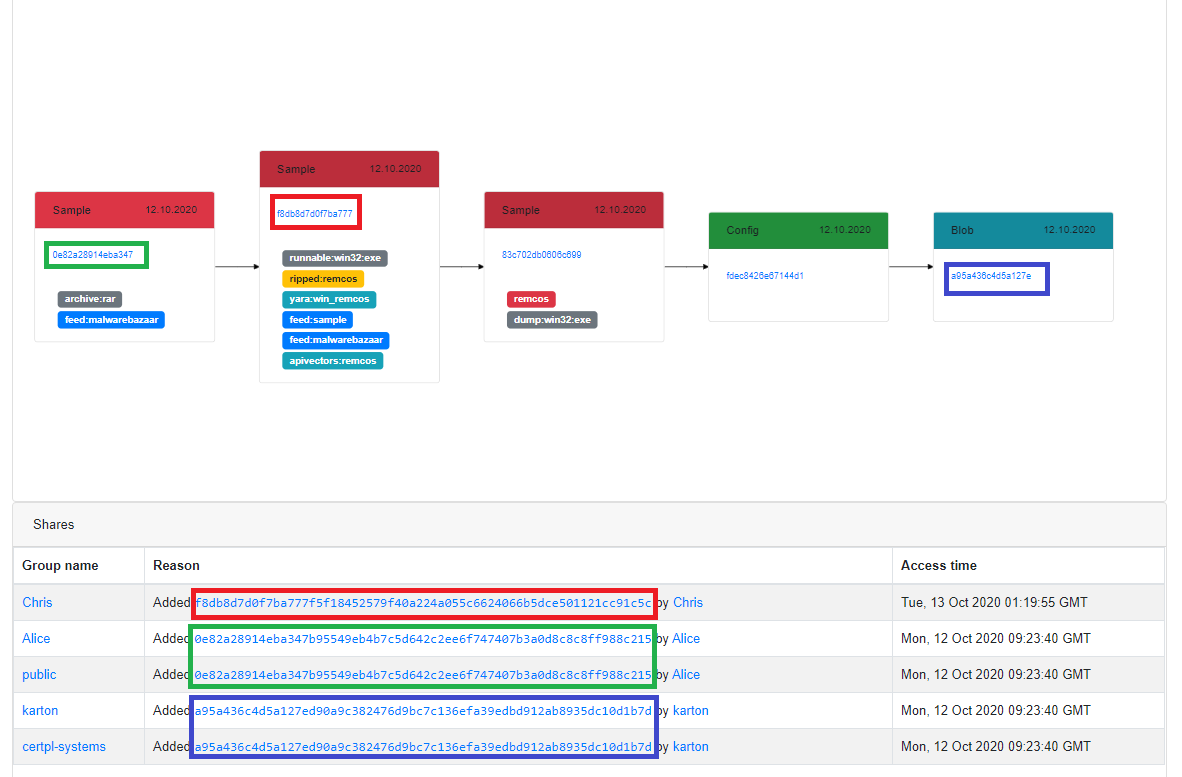 Sample 12.10.2020
0e82a28914eba347
archive:rar
feed:malwarebazaar
Sample 12.10.2020
f8db8d7d0f7ba777
runnable:win32:exe
ripped:remcos
yara:win_remcos
feed:sample
feed:malwarebazaar
apivectors:remcos
Sample 12.10.2020
83c702db0606c699
remcos
dump:win32:exe
Config 12.10.2020
fdec8426e67144d1
Blob 12.10.2020
a95a436c4d5a127e
Shares
Group name Reason Access time
Chris Added f8db8d7d0f7ba777f5f18452579f40a224a055c6624066b5dce501121cc91c5c by Chris Tue, 13 Oct 2020 01:19:55 GMT
Alice Added 0e82a28914eba347b95549eb4b7c5d642c2ee6f747407b3a0d8c8c8ff988c215 by Alice Mon, 12 Oct 2020 09:23:40 GMT
public Added 0e82a28914eba347b95549eb4b7c5d642c2ee6f747407b3a0d8c8c8ff988c215 by Alice Mon, 12 Oct 2020 09:23:40 GMT
karton Added a95a436c4d5a127ed90a9c382476d9bc7c136efa39edbd912ab8935dc10d1b7d by karton Mon, 12 Oct 2020 09:23:40 GMT
certpl-systems Added a95a436c4d5a127ed90a9c382476d9bc7c136efa39edbd912ab8935dc10d1b7d by karton Mon, 12 Oct 2020 09:23:40 GMT